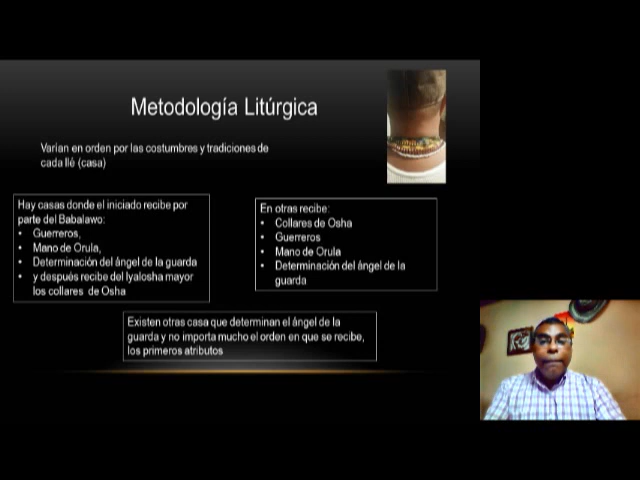 Metodología Litúrgica
Varían en orden por las costumbres y tradiciones de
cada Ilé (casa)
Hay casas donde el iniciado recibe por
parte del Babalawo:
• Guerreros,
• Mano de Orula,
• Determinación del ángel de la guarda
• y después recibe del Iyalosha mayor
los collares de Osha
En otras recibe:
• Collares de Osha
• Guerreros
• Mano de Orula
• Determinación del ángel de la
guarda
Existen otras casa que determinan el ángel de la
guarda y no importa mucho el orden en que se recibe,
los primeros atributos